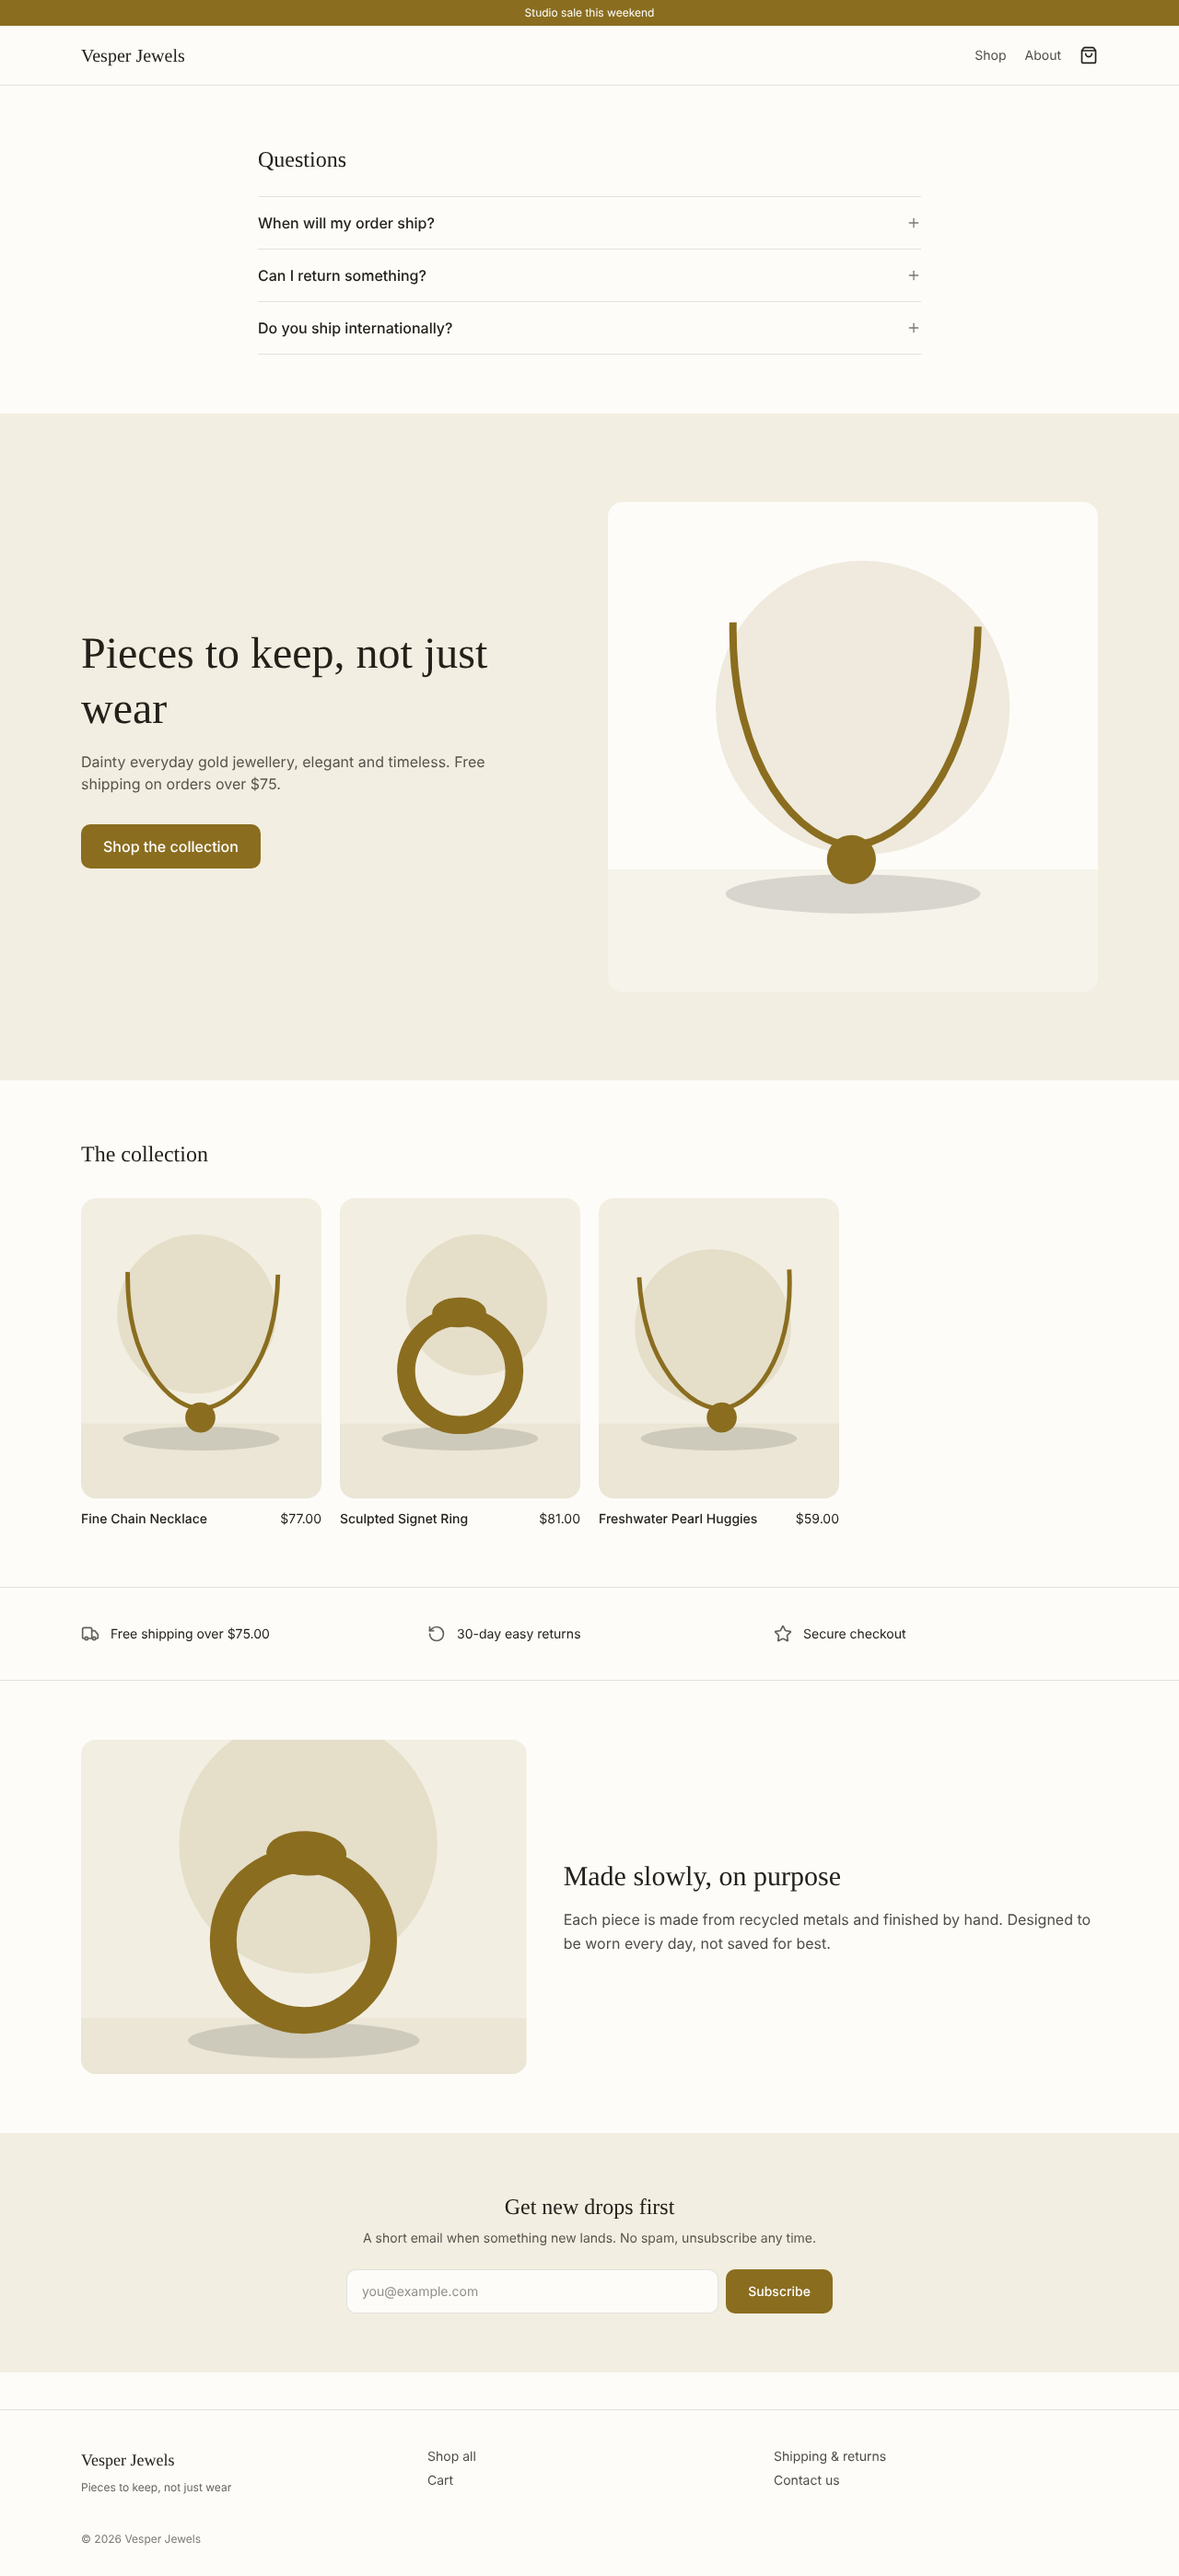 Studio sale this weekend
Vesper Jewels
Shop
About
Questions
When will my order ship?
Can I return something?
Do you ship internationally?
Pieces to keep, not just
wear
Dainty everyday gold jewellery, elegant and timeless. Free
shipping on orders over $75.
Shop the collection
The collection
Fine Chain Necklace $77.00
Sculpted Signet Ring $81.00
Freshwater Pearl Huggies $59.00
Free shipping over $75.00
30-day easy returns
Secure checkout
Made slowly, on purpose
Each piece is made from recycled metals and finished by hand. Designed to
be worn every day, not saved for best.
Get new drops first
A short email when something new lands. No spam, unsubscribe any time.
you@example.com
Subscribe
Vesper Jewels
Pieces to keep, not just wear
Shop all
Cart
Shipping & returns
Contact us
© 2026 Vesper Jewels